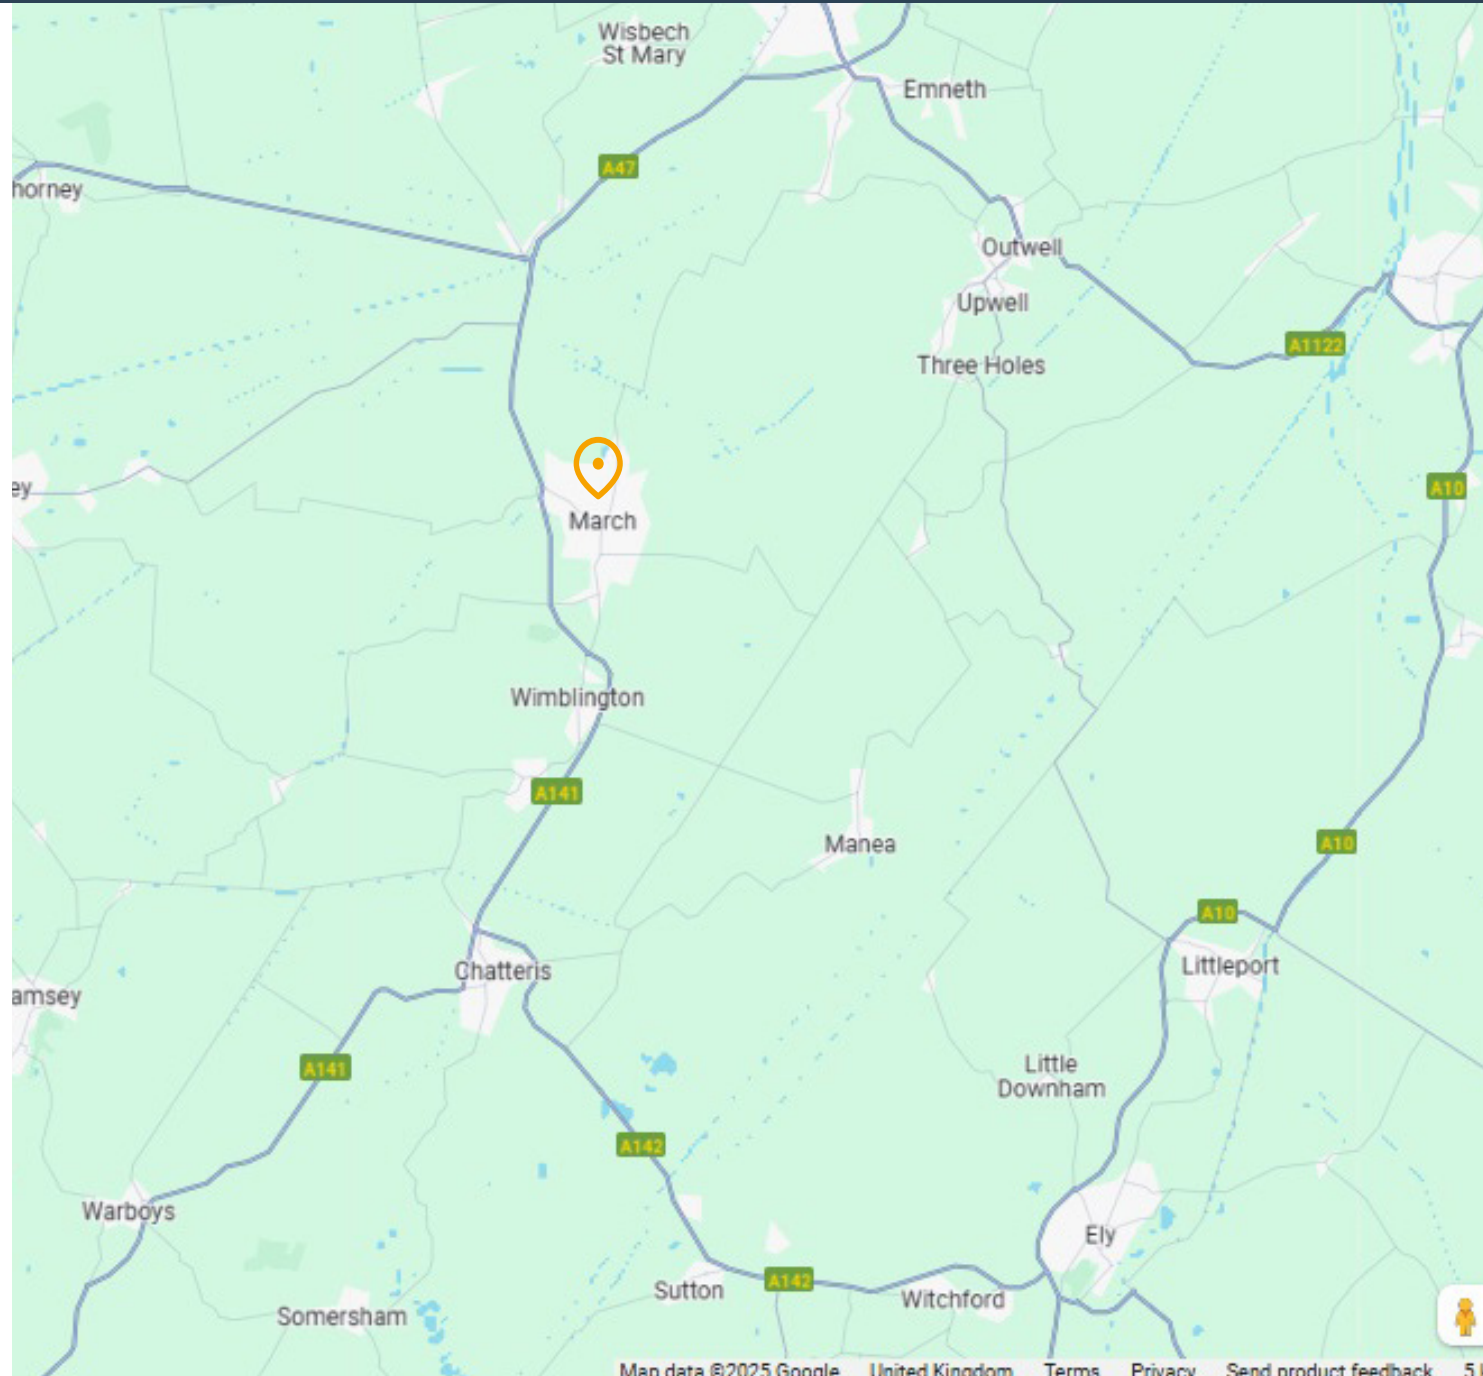 Wisbech
St Mary
Emneth
A47
horney
Outwell
Upwell
A1122
Three Holes
ey
A10
March
Wimblington
A141
Manea
A10
A10
Chatteris
Littleport
amsey
A141
Little
Downham
A142
Warboys
Ely
A142
Sutton
Witchford
Somersham
Map data ©2025 Google United Kingdom Terms Privacy Send product feedback 5